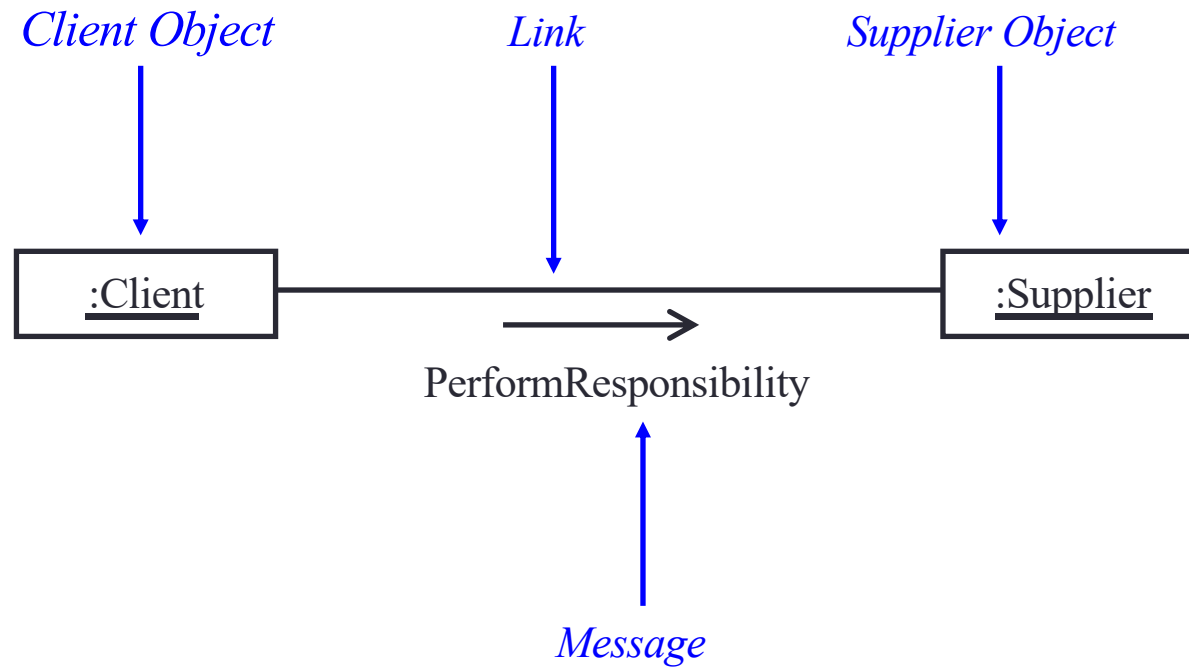 Client Object
Link
Supplier Object
:Client
:Supplier
PerformResponsibility
Message